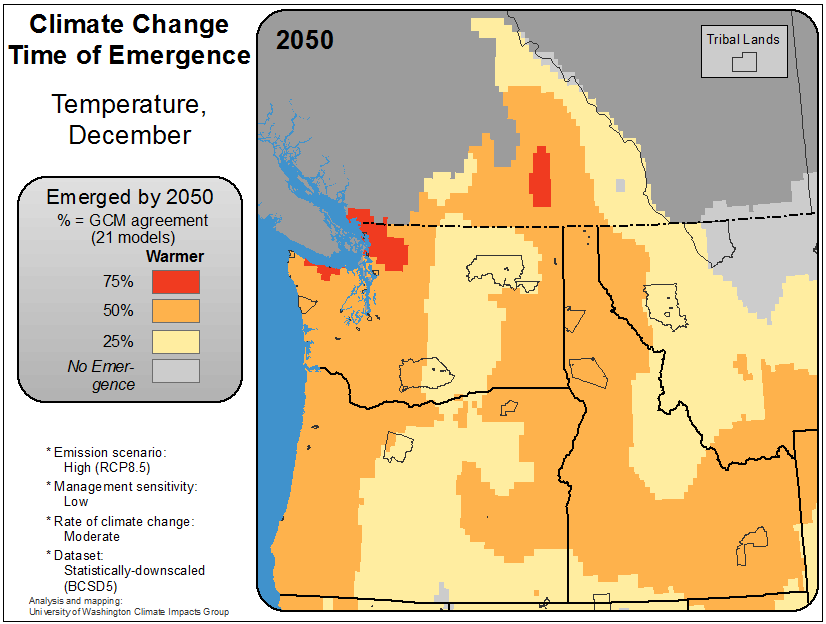 Climate Change
Time of Emergence
Temperature,
December
Emerged by 2050
% = GCM agreement
(21 models)
Warmer
75%
50%
25%
No Emer-
gence
* Emission scenario:
High (RCP8.5)
* Management sensitivity:
Low
* Rate of climate change:
Moderate
* Dataset:
Statistically-downscaled
(BCSD5)
Analysis and mapping:
University of Washington Climate Impacts Group
2050
Tribal Lands